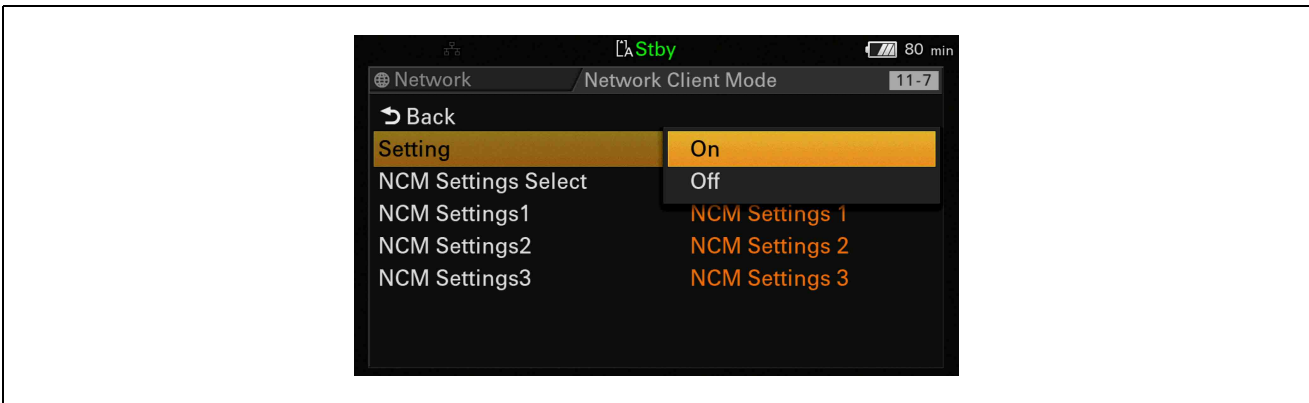 A Stby 80 min
Network Network Client Mode 11-7
Back
Setting On
NCM Settings Select Off
NCM Settings1 NCM Settings 1
NCM Settings2 NCM Settings 2
NCM Settings3 NCM Settings 3